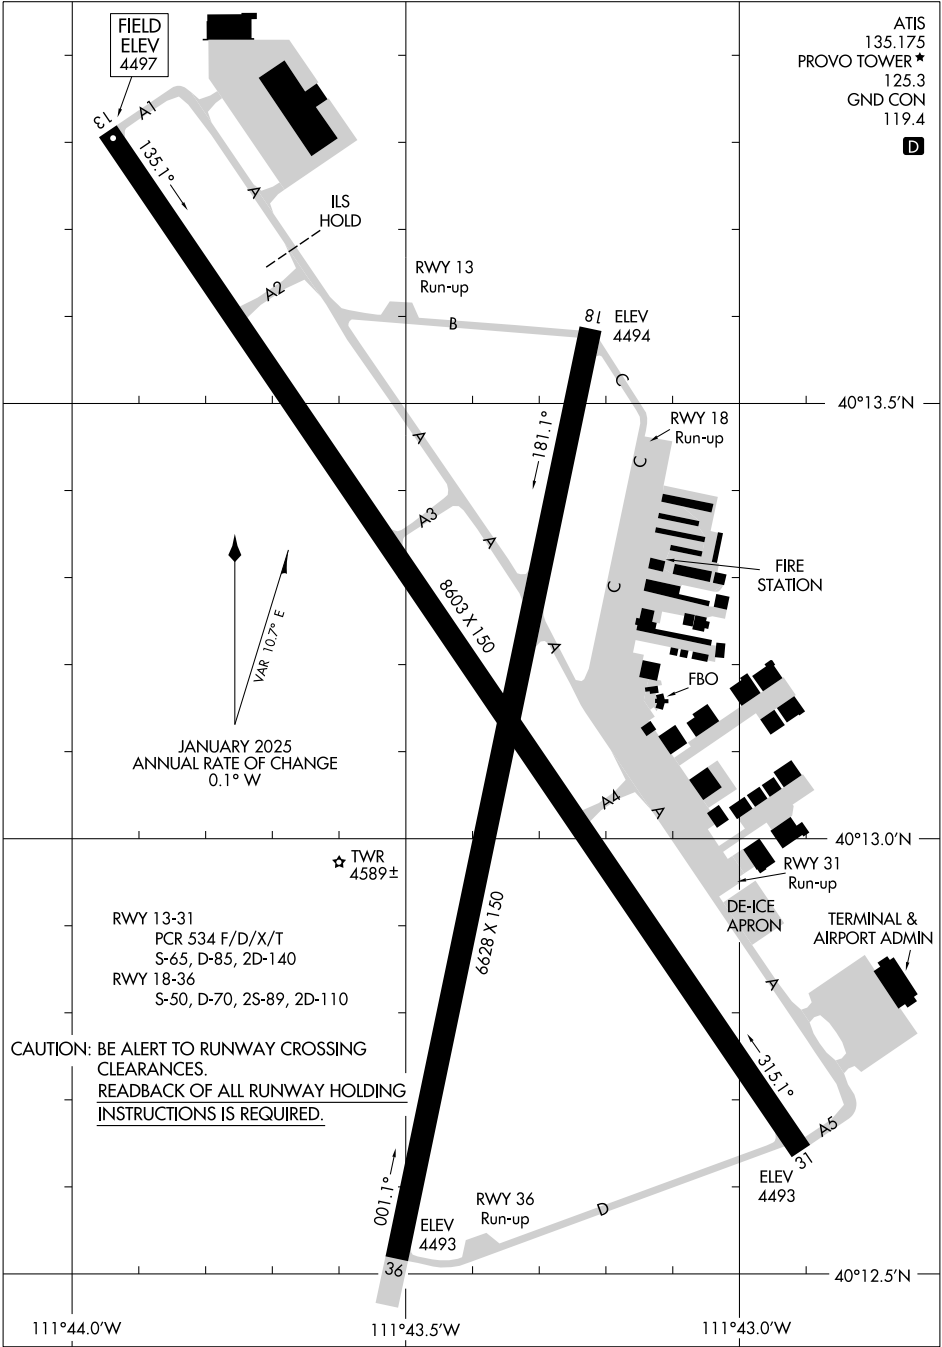 FIELD
ELEV
4497
ATIS
135.175
PROVO TOWER★
125.3
GND CON
119.4
D
13
A1
135.1°
A
ILS
HOLD
A2
RWY 13
Run-up
B
18
ELEV
4494
C
40°13.5'N
A
181.1°
RWY 18
Run-up
C
A3
A
FIRE
STATION
C
8603 X 150
VAR 10.7° E
A
FBO
JANUARY 2025
ANNUAL RATE OF CHANGE
0.1° W
A4
A
40°13.0'N
TWR
4589±
RWY 31
Run-up
DE-ICE
APRON
TERMINAL &
AIRPORT ADMIN
RWY 13-31
PCR 534 F/D/X/T
S-65, D-85, 2D-140
RWY 18-36
S-50, D-70, 2S-89, 2D-110
6628 X 150
A
CAUTION: BE ALERT TO RUNWAY CROSSING
CLEARANCES.
READBACK OF ALL RUNWAY HOLDING
INSTRUCTIONS IS REQUIRED.
315.1°
A5
31
ELEV
4493
001.1°
RWY 36
Run-up
D
ELEV
4493
36
40°12.5'N
111°44.0'W
111°43.5'W
111°43.0'W